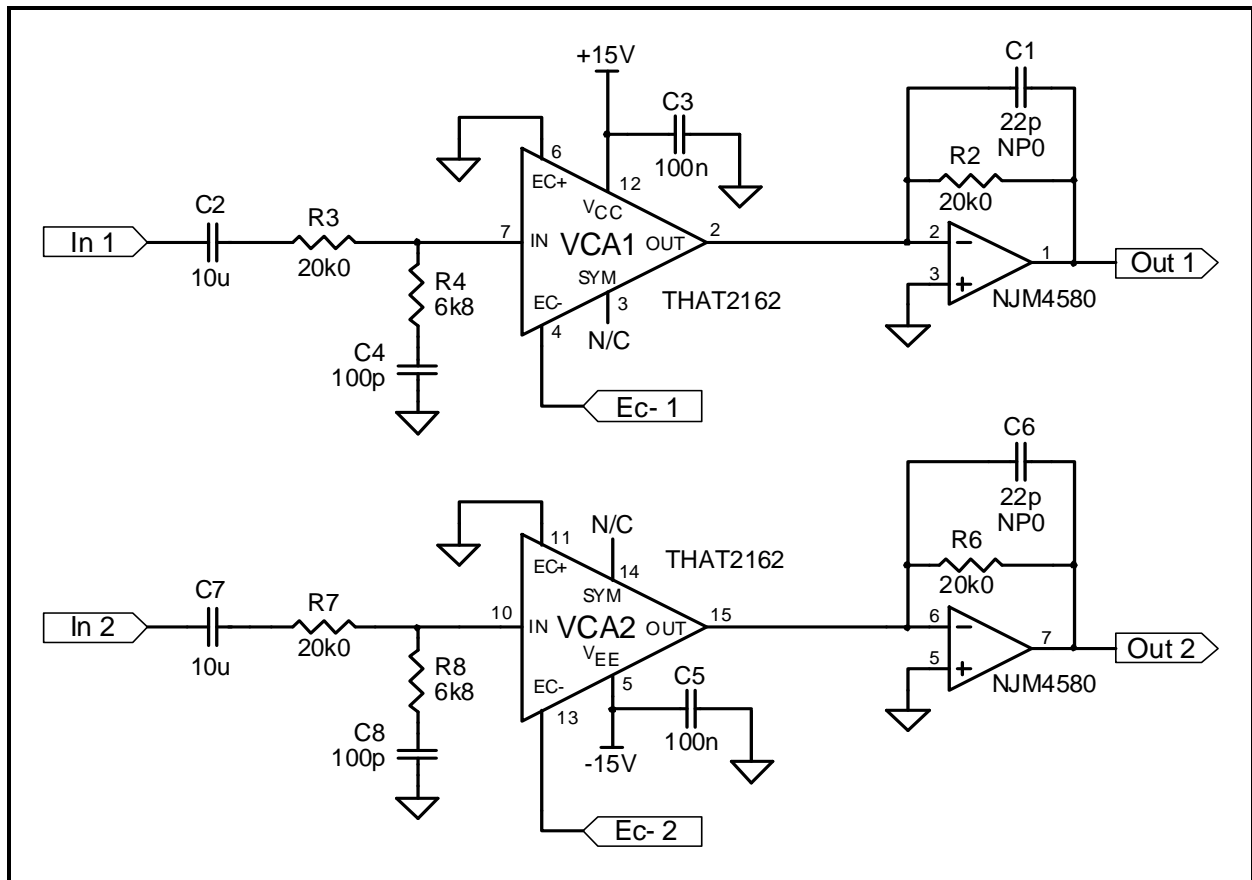 +15V
C1
C3
22p
NP0
6
100n
R2
EC+
12
20k0
VCC
C2
R3
2
In 1
7
IN
VCA1
OUT
2
−
1
Out 1
10u
20k0
R4
6k8
SYM
3
+
NJM4580
EC-
3
THAT2162
4
N/C
C4
100p
Ec- 1
C6
22p
NP0
N/C
11
THAT2162
EC+
14
R6
20k0
C7
R7
SYM
In 2
10
IN
VCA2
OUT
15
6
−
7
Out 2
10u
20k0
VEE
R8
6k8
5
+
EC-
5
C5
NJM4580
13
C8
100p
100n
-15V
Ec- 2